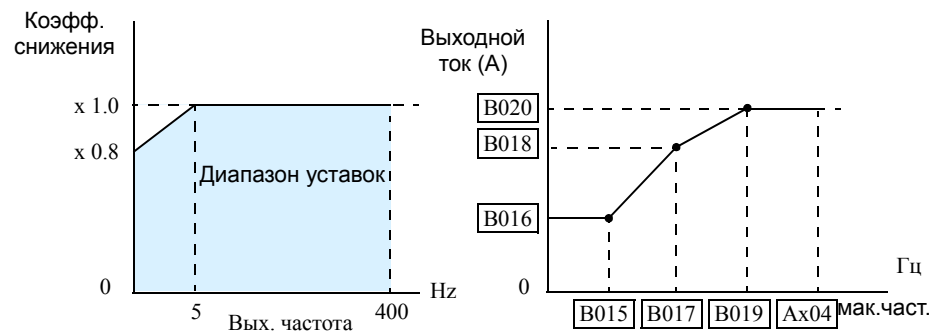 Коэфф.
снижения
x 1.0
x 0.8
Диапазон уставок
0
5
400
Hz
Вых. частота
Выходной
ток (А)
B020
B018
B016
0
Гц
B015 B017 B019 Ax04 мак.част.